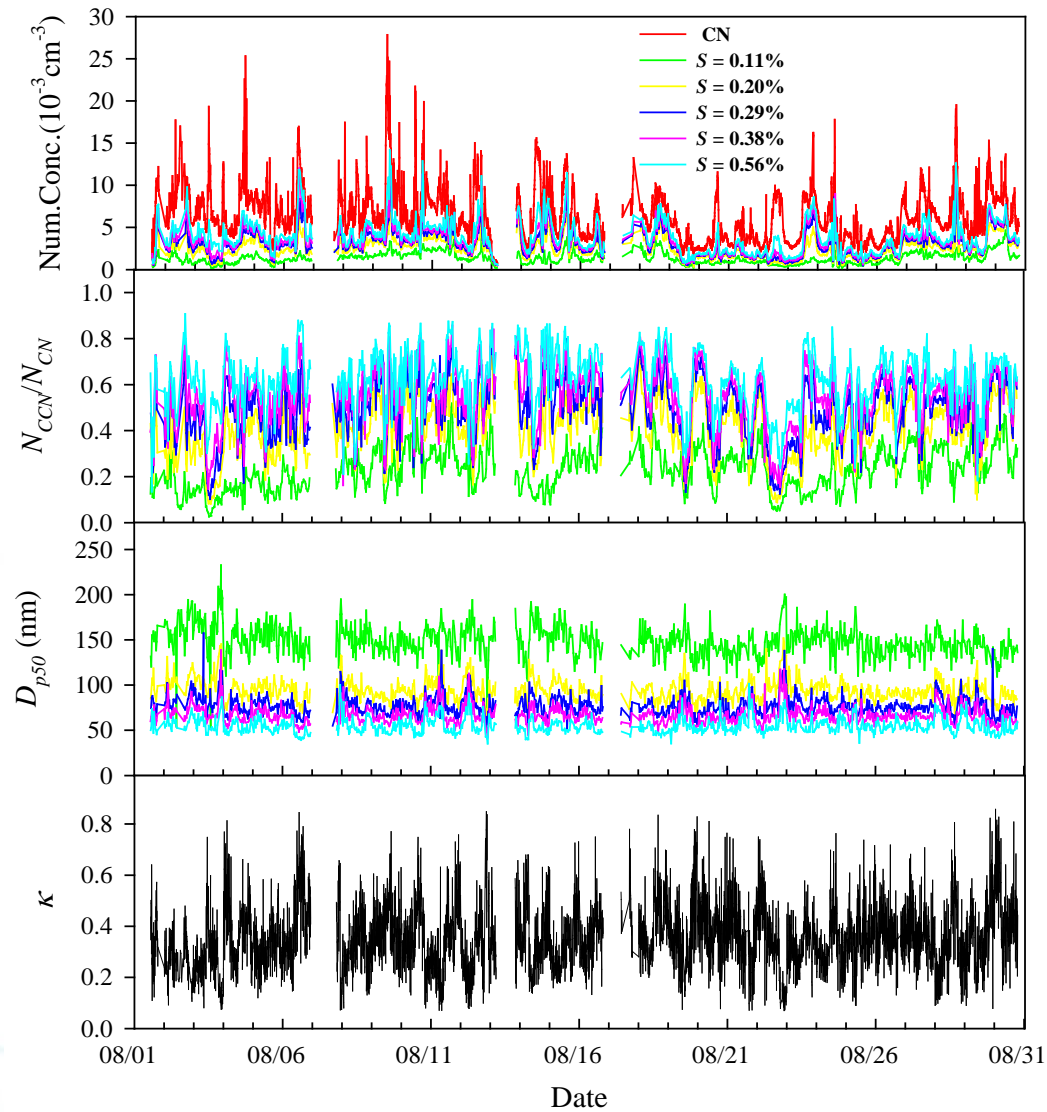 30
25
20
15
10
5
0
Num.Conc.(10⁻³cm⁻³)
CN
S = 0.11%
S = 0.20%
S = 0.29%
S = 0.38%
S = 0.56%
1.0
0.8
0.6
0.4
0.2
0.0
N_CCN/N_CN
250
200
150
100
50
0
D_p50 (nm)
0.8
0.6
0.4
0.2
0.0
κ
08/01 08/06 08/11 08/16 08/21 08/26 08/31
Date